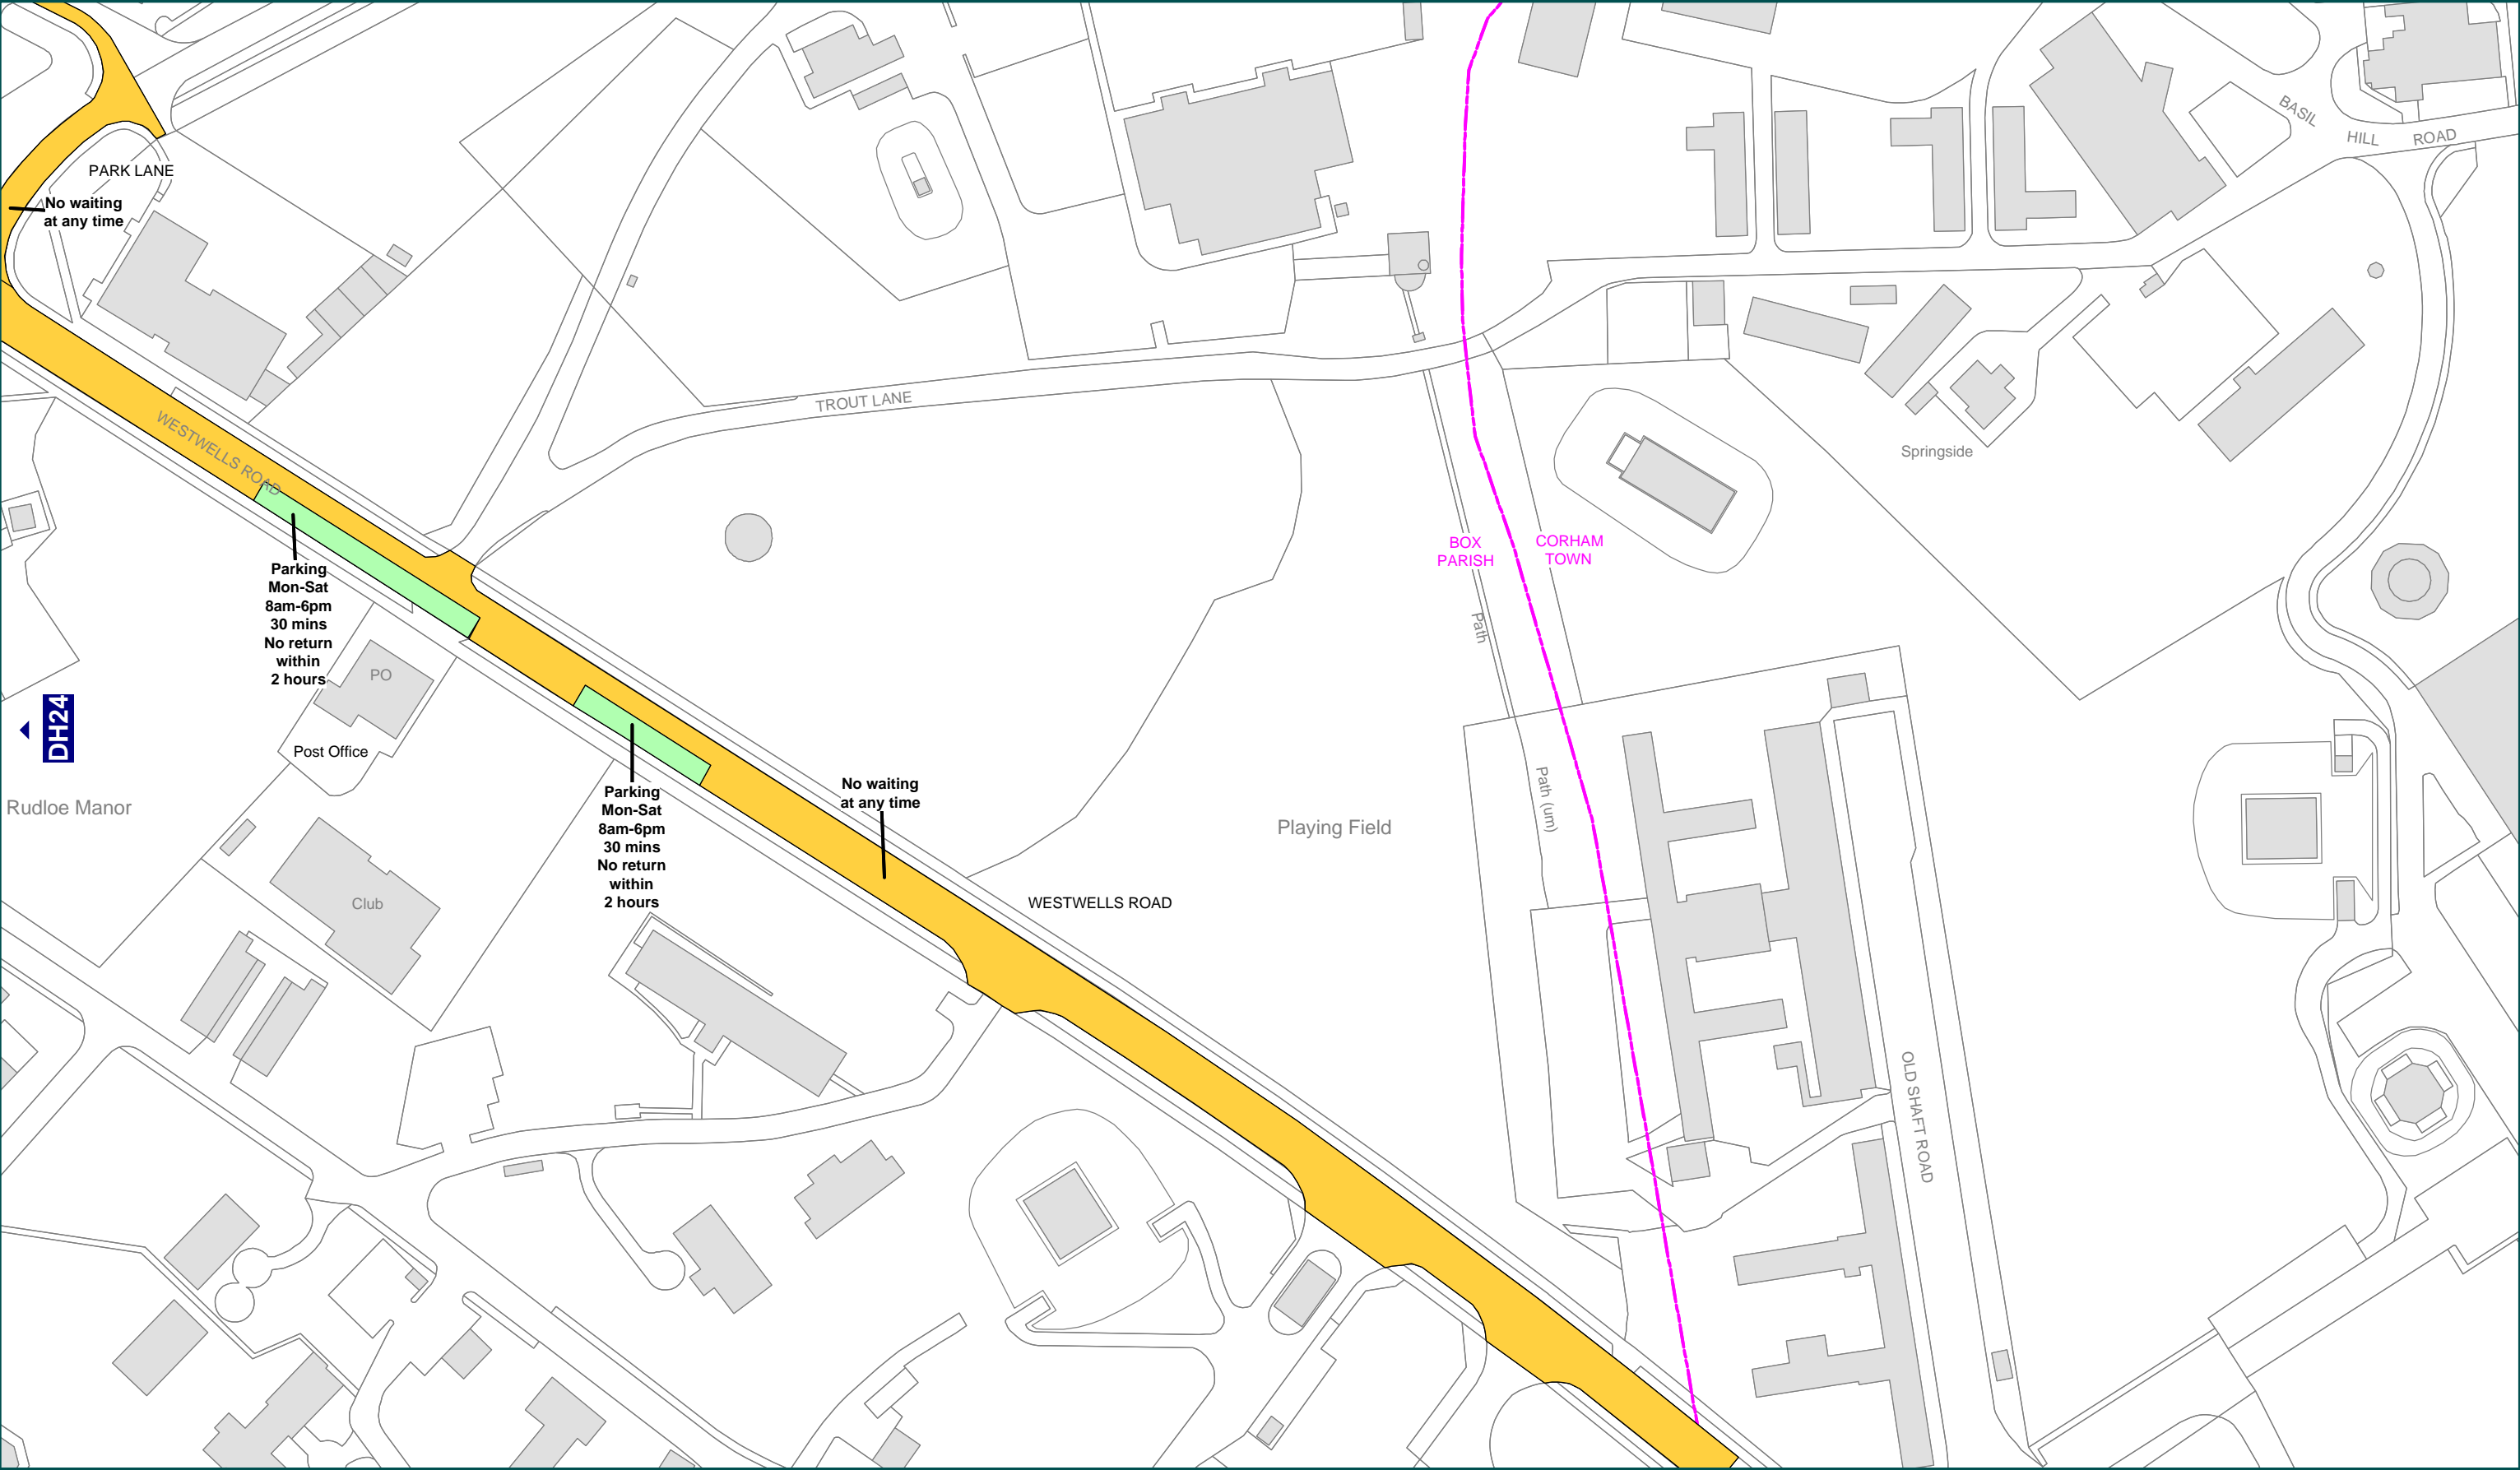 BASIL
HILL
ROAD
PARK LANE
No waiting
at any time
TROUT LANE
WESTWELLS ROAD
Springside
BOX
PARISH
CORHAM
TOWN
Parking
Mon-Sat
8am-6pm
30 mins
No return
within
2 hours
Path
PO
DH24
Post Office
Rudloe Manor
Parking
Mon-Sat
8am-6pm
30 mins
No return
within
2 hours
No waiting
at any time
Path (um)
Playing Field
Club
WESTWELLS ROAD
OLD SHAFT ROAD